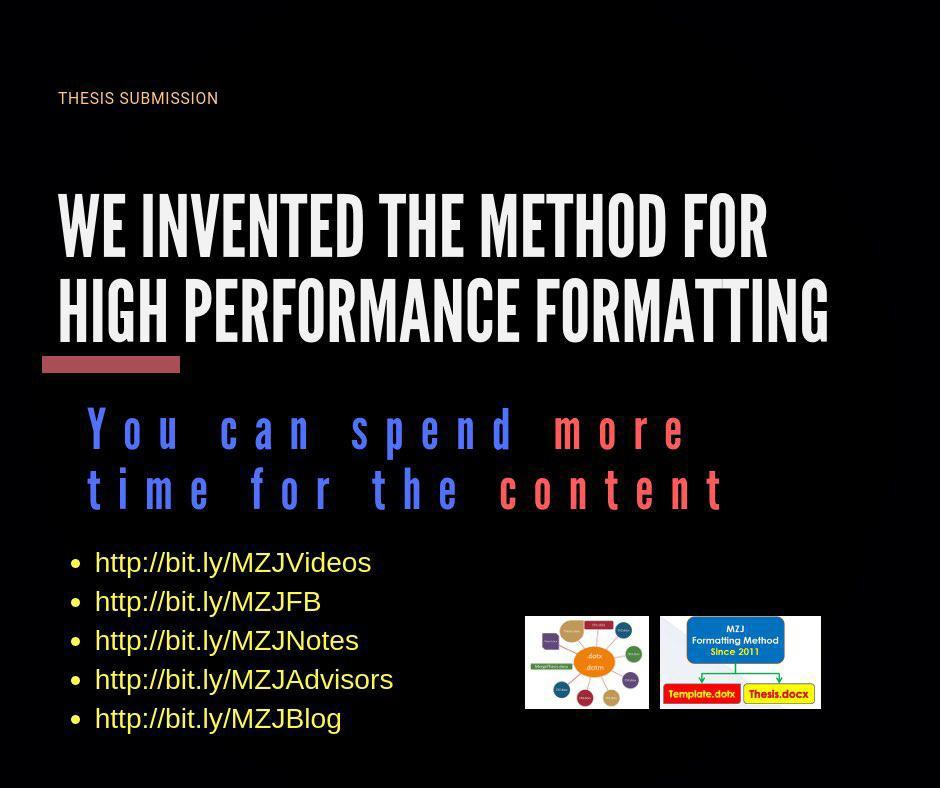 THESIS SUBMISSION
WE INVENTED THE METHOD FOR
HIGH PERFORMANCE FORMATTING
You can spend more
time for the content
• http://bit.ly/MZJVideos
• http://bit.ly/MZJFB
• http://bit.ly/MZJNotes
• http://bit.ly/MZJAdvisors
• http://bit.ly/MZJBlog
.dotx
.dotm
MZJ
Formatting Method
Since 2011
Template.dotx
Thesis.docx